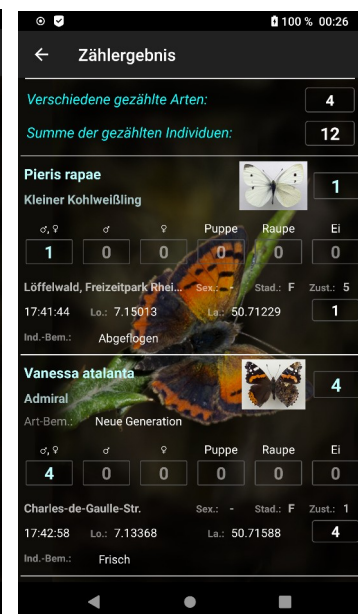 100 % 00:26
Zählergebnis
Verschiedene gezählte Arten: 4
Summe der gezählten Individuen: 12
Pieris rapae 1
Kleiner Kohlweißling
♂,♀ ♂ ♀ Puppe Raupe Ei
1 0 0 0 0 0
Löffelwald, Freizeitpark Rhei... Sex.: - Stad.: F Zust.: 5
17:41:44 Lo.: 7.15013 La.: 50.71229 1
Ind.-Bem.: Abgeflogen
Vanessa atalanta 4
Admiral
Art-Bem.: Neue Generation
♂,♀ ♂ ♀ Puppe Raupe Ei
4 0 0 0 0 0
Charles-de-Gaulle-Str. Sex.: - Stad.: F Zust.: 1
17:42:58 Lo.: 7.13368 La.: 50.71588 4
Ind.-Bem.: Frisch